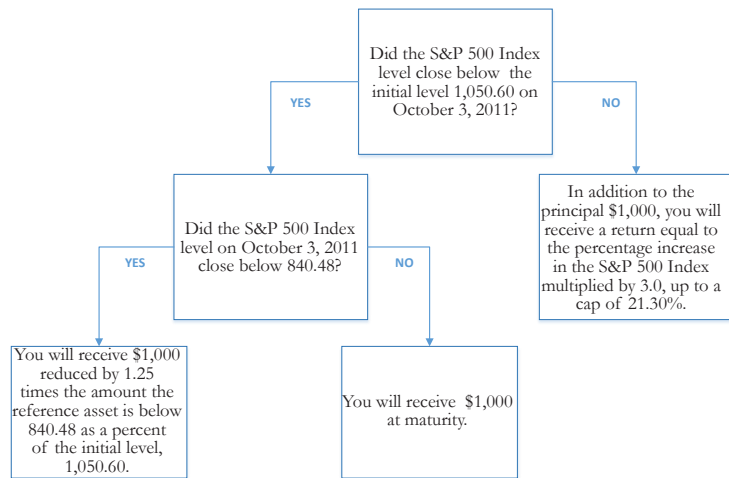 Did the S&P 500 Index
level close below the
initial level 1,050.60 on
October 3, 2011?
YES
NO
Did the S&P 500 Index
level on October 3, 2011
close below 840.48?
In addition to the
principal $1,000, you will
receive a return equal to
the percentage increase
in the S&P 500 Index
multiplied by 3.0, up to a
cap of 21.30%.
YES
NO
You will receive $1,000
reduced by 1.25
times the amount the
reference asset is below
840.48 as a percent
of the initial level,
1,050.60.
You will receive $1,000
at maturity.